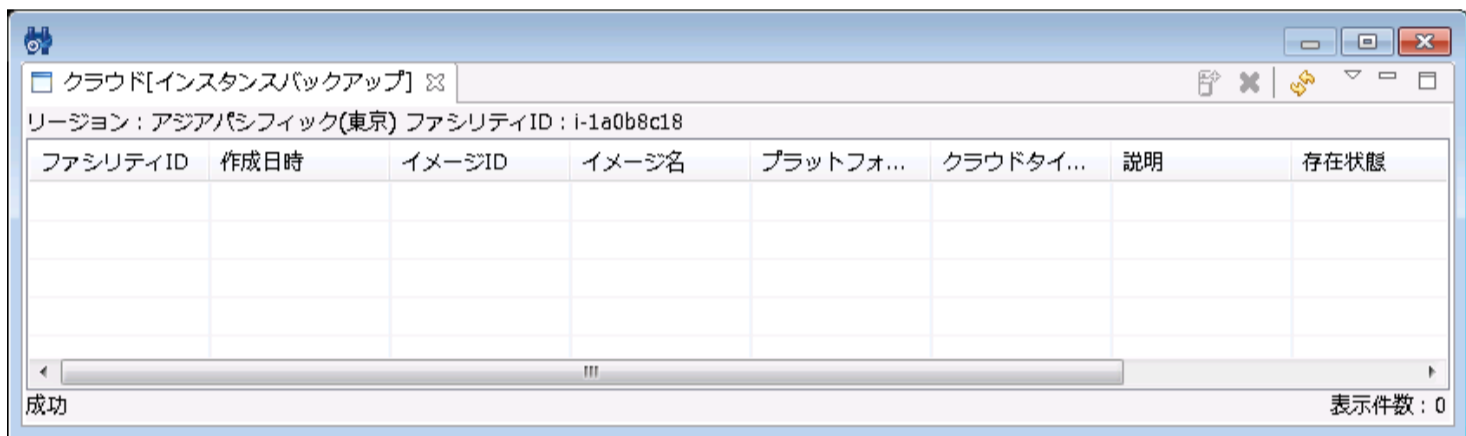 クラウド[インスタンスバックアップ]
リージョン：アジアパシフィック(東京) ファシリティID：i-1a0b8c18
ファシリティID 作成日時 イメージID イメージ名 プラットフォ... クラウドタイ... 説明 存在状態
成功 表示件数：0